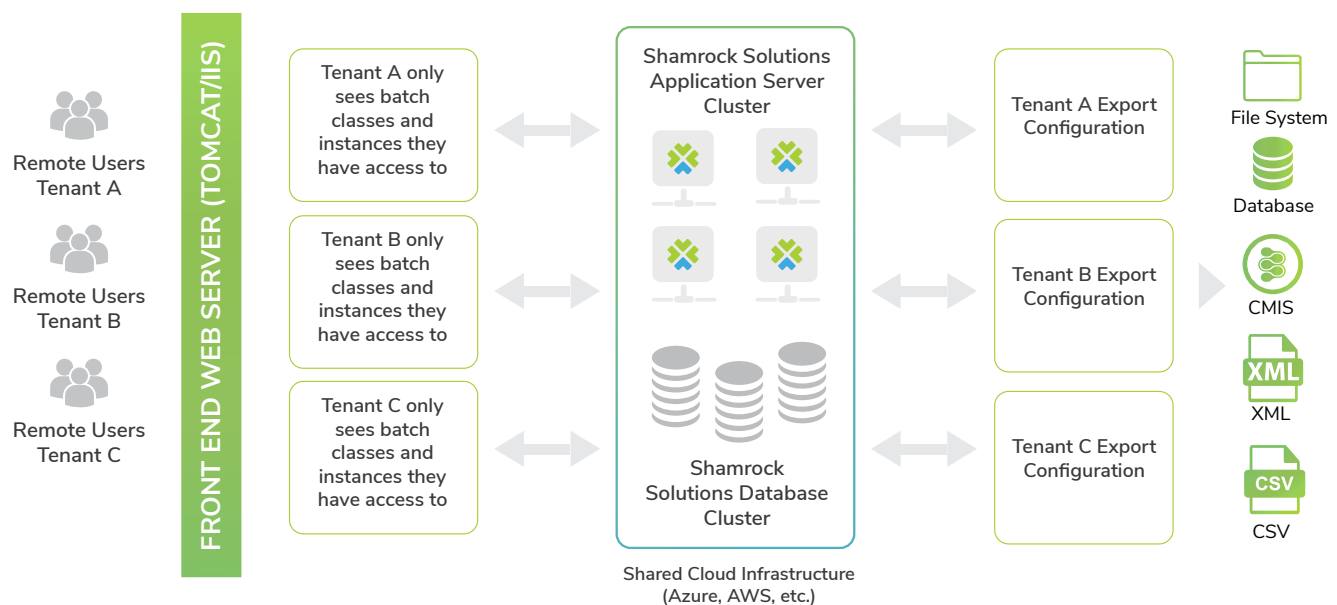 Remote Users
Tenant A
Remote Users
Tenant B
Remote Users
Tenant C
FRONT END WEB SERVER (TOMCAT/IIS)
Tenant A only
sees batch
classes and
instances they
have access to
Tenant B only
sees batch
classes and
instances they
have access to
Tenant C only
sees batch
classes and
instances they
have access to
Shamrock Solutions
Application Server
Cluster
Shamrock
Solutions Database
Cluster
Shared Cloud Infrastructure
(Azure, AWS, etc.)
Tenant A Export
Configuration
Tenant B Export
Configuration
Tenant C Export
Configuration
File System
Database
CMIS
XML
XML
CSV
CSV